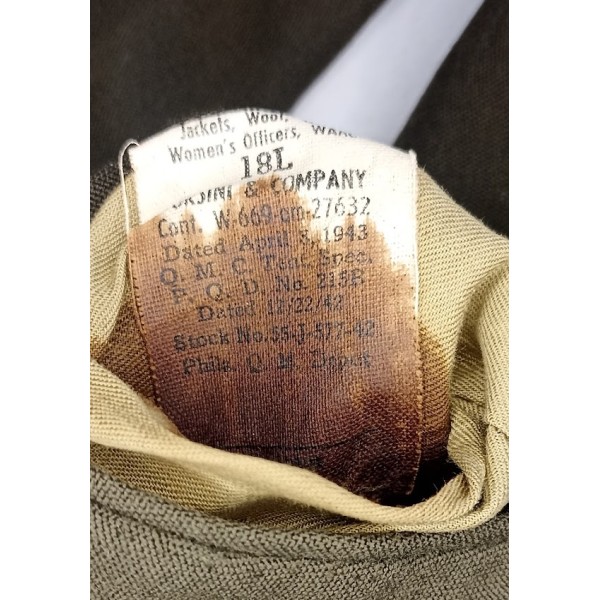 Jackets, Wool,
Women's Officers,
18L
& COMPANY
Cont. W-669-qm-27632
Dated April 3, 1943
Q. M. C. Tent. Spec.
P. Q. D. No. 215B
Dated 12/22/42
Stock No. 55-J-577-42
Phila. Q. M. Depot